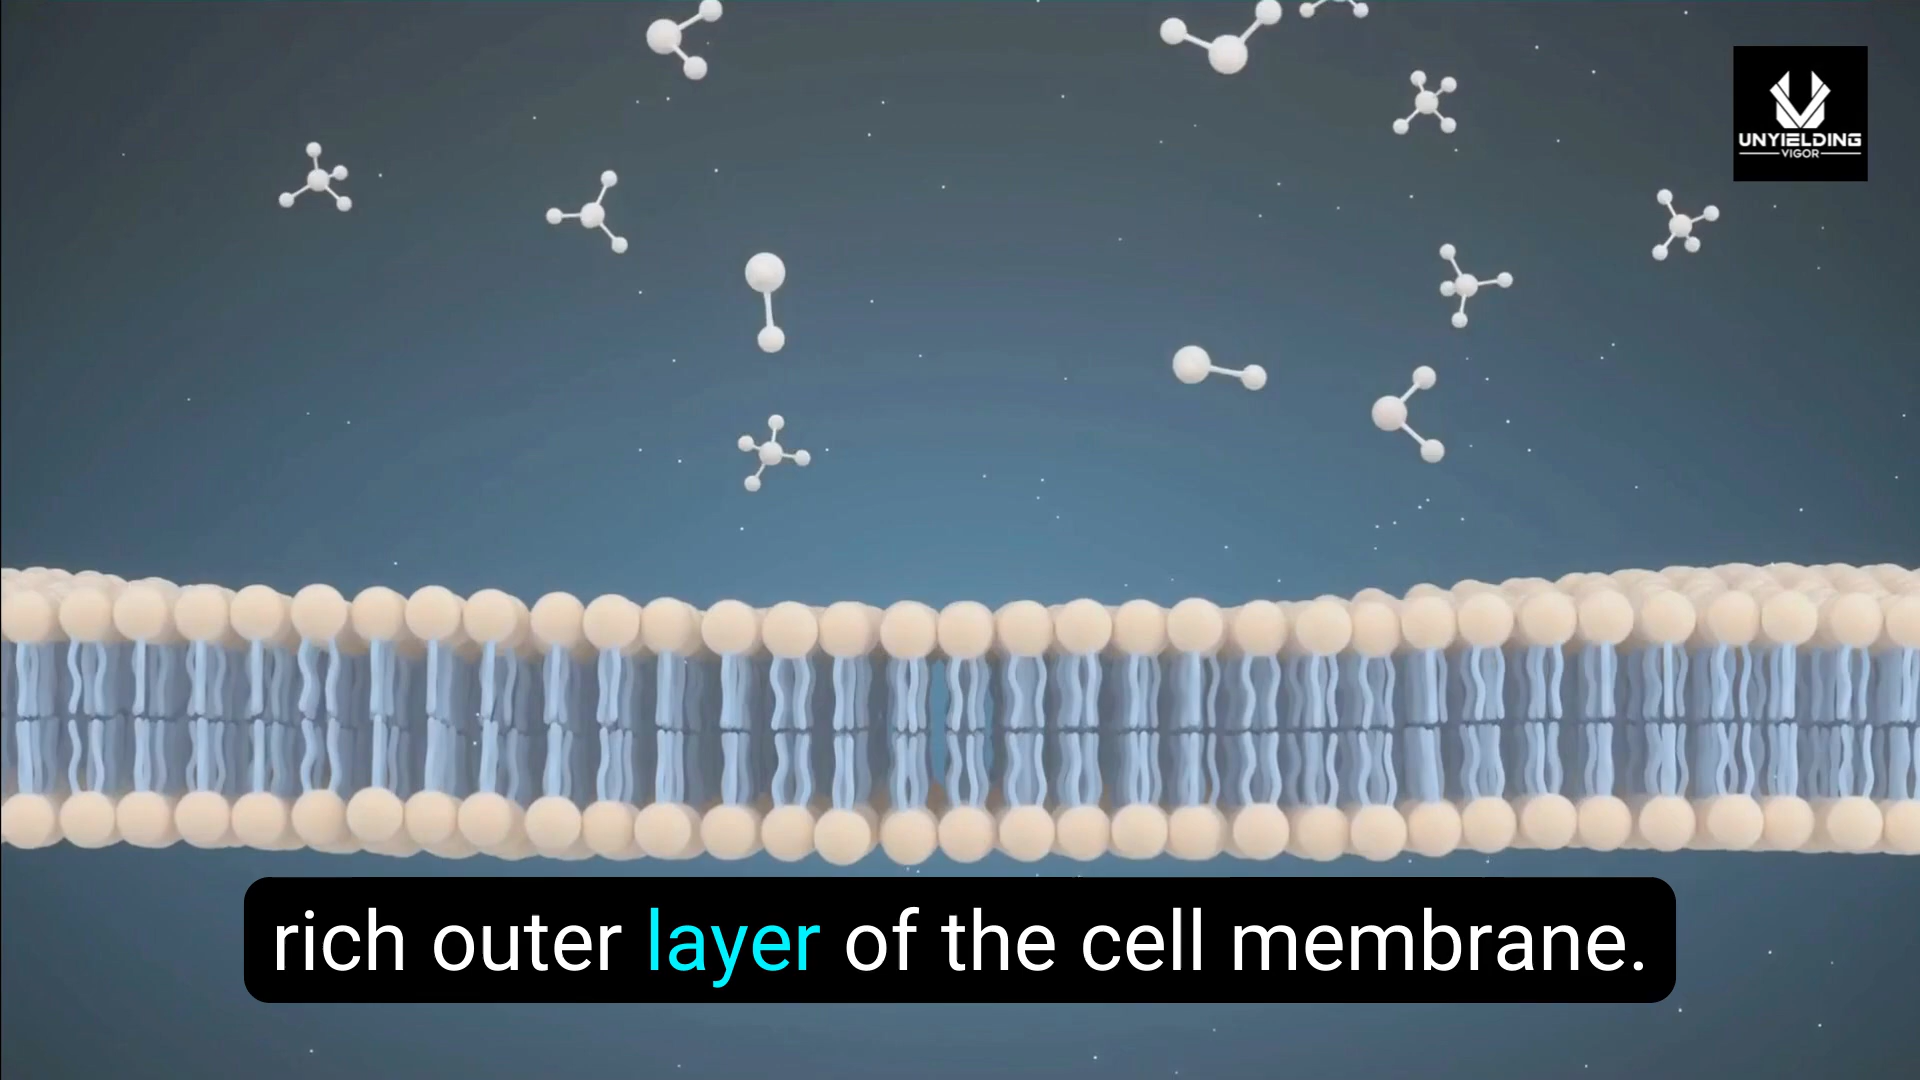 UNYIELDING
VIGOR
rich outer layer of the cell membrane.